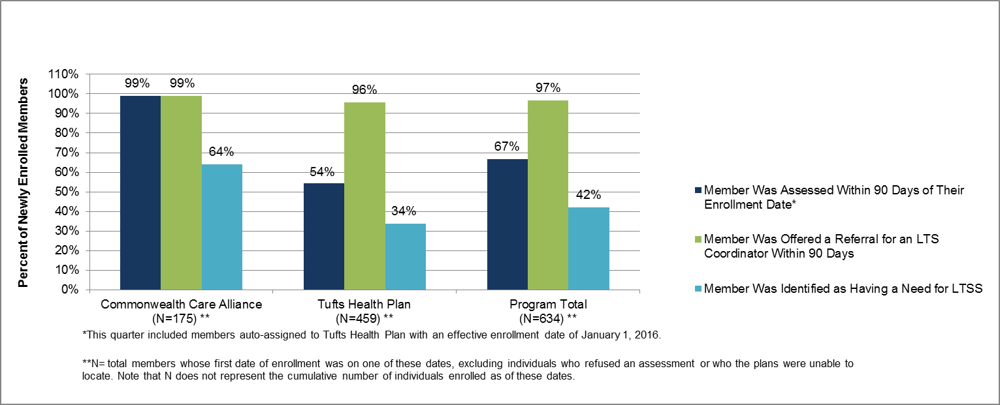 Percent of Newly Enrolled Members
110%
100%
90%
80%
70%
60%
50%
40%
30%
20%
10%
0%
99%
99%
64%
54%
96%
34%
67%
97%
42%
Commonwealth Care Alliance
(N=175) **
Tufts Health Plan
(N=459) **
Program Total
(N=634) **
Member Was Assessed Within 90 Days of Their
Enrollment Date*
Member Was Offered a Referral for an LTS
Coordinator Within 90 Days
Member Was Identified as Having a Need for LTSS
*This quarter included members auto-assigned to Tufts Health Plan with an effective enrollment date of January 1, 2016.
**N= total members whose first date of enrollment was on one of these dates, excluding individuals who refused an assessment or who the plans were unable to
locate. Note that N does not represent the cumulative number of individuals enrolled as of these dates.